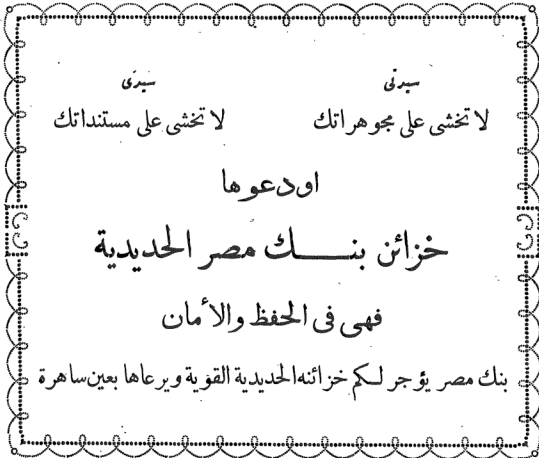 سيدتى
لا تخشى على مجوهراتك
سيدى
لا تخشى على مستنداتك
اودعوها
خزائن بنك مصر الحديدية
فهى فى الحفظ والأمان
بنك مصر يؤجر لكم خزائنه الحديدية القوية ويرعاها بعين ساهرة